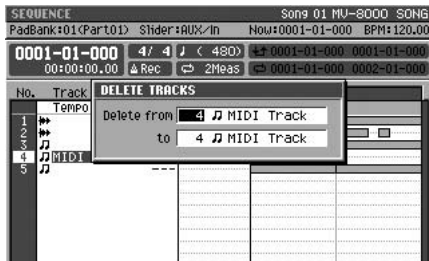 SEQUENCE Song 01 MV-8000 SONG
PadBank:01(Part01) Slider:AUX/In Now:0001-01-000 BPM:120.00
0001-01-000 4/ 4 ♩ ( 480) 0001-01-000 0001-01-000
00:00:00.00 Rec 2Meas 0001-01-000 0002-01-000
No. Track
Tempo
DELETE TRACKS
Delete from 4 ♫ MIDI Track
to 4 ♫ MIDI Track
1
2
3 ♫
4 ♫ MIDI
5 ♫ ---